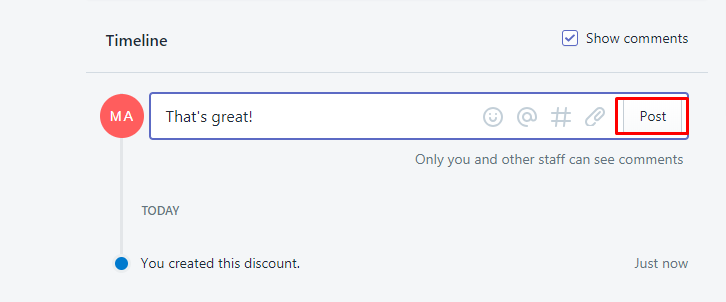 Timeline
Show comments
MA
That's great!
Post
Only you and other staff can see comments
TODAY
You created this discount.
Just now